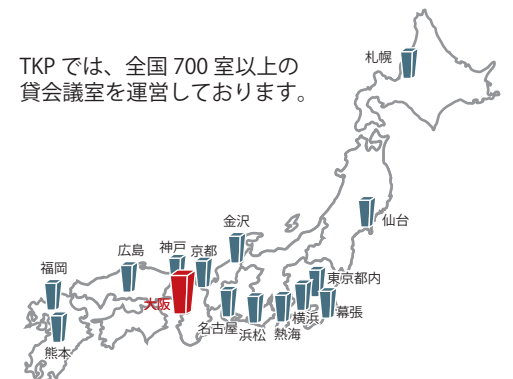 TKP では、全国 700 室以上の
貸会議室を運営しております。
札幌
仙台
金沢
広島
神戸
京都
福岡
大阪
東京都内
幕張
横浜
名古屋
浜松
熱海
熊本